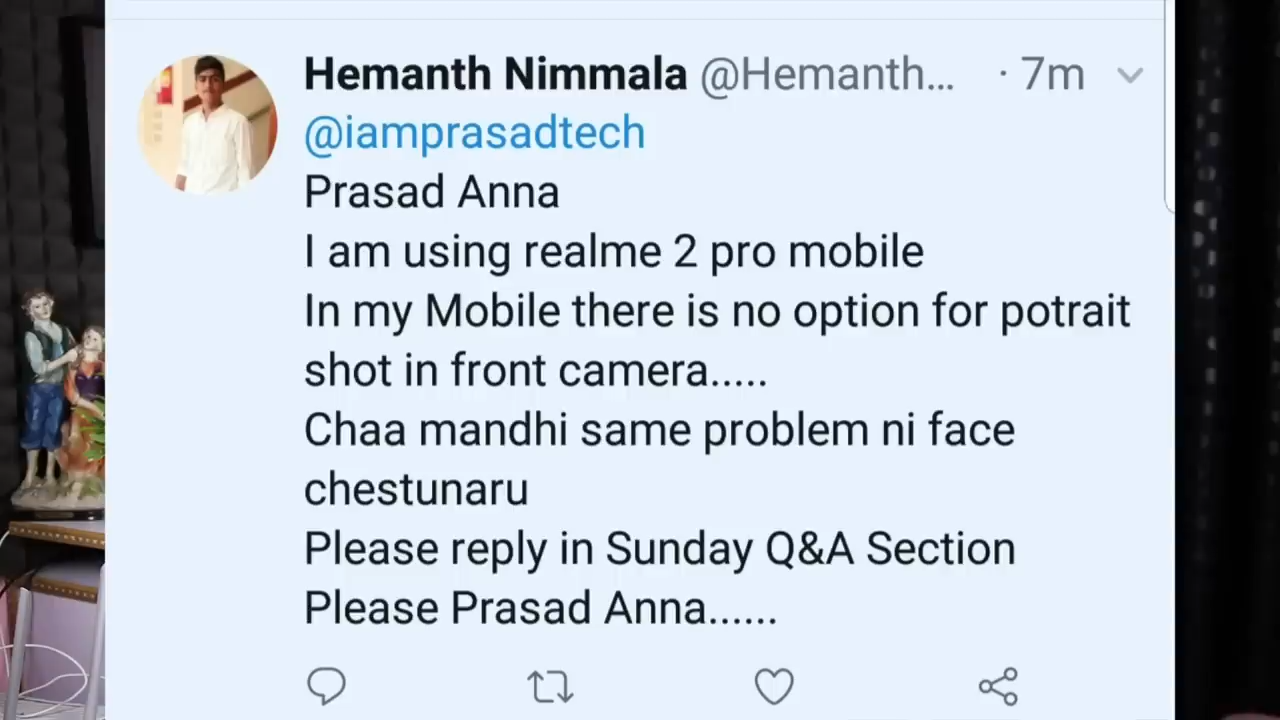 Hemanth Nimmala @Hemanth... · 7m
@iamprasadtech
Prasad Anna
I am using realme 2 pro mobile
In my Mobile there is no option for potrait
shot in front camera.....
Chaa mandhi same problem ni face
chestunaru
Please reply in Sunday Q&A Section
Please Prasad Anna......